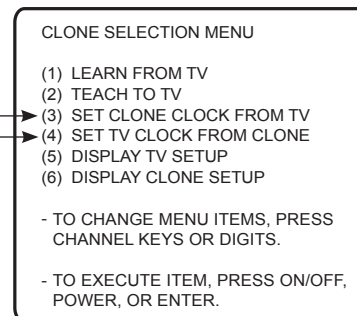 CLONE SELECTION MENU
(1) LEARN FROM TV
(2) TEACH TO TV
(3) SET CLONE CLOCK FROM TV
(4) SET TV CLOCK FROM CLONE
(5) DISPLAY TV SETUP
(6) DISPLAY CLONE SETUP
- TO CHANGE MENU ITEMS, PRESS
CHANNEL KEYS OR DIGITS.
- TO EXECUTE ITEM, PRESS ON/OFF,
POWER, OR ENTER.